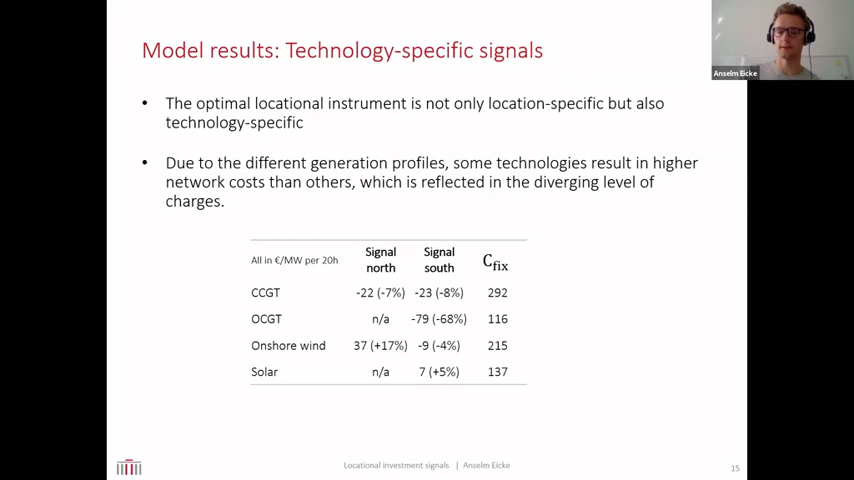 Model results: Technology-specific signals
Anselm Eicke
• The optimal locational instrument is not only location-specific but also
technology-specific
• Due to the different generation profiles, some technologies result in higher
network costs than others, which is reflected in the diverging level of
charges.
All in €/MW per 20h Signal north Signal south Cfix
CCGT -22 (-7%) -23 (-8%) 292
OCGT n/a -79 (-68%) 116
Onshore wind 37 (+17%) -9 (-4%) 215
Solar n/a 7 (+5%) 137
Locational investment signals | Anselm Eicke
15